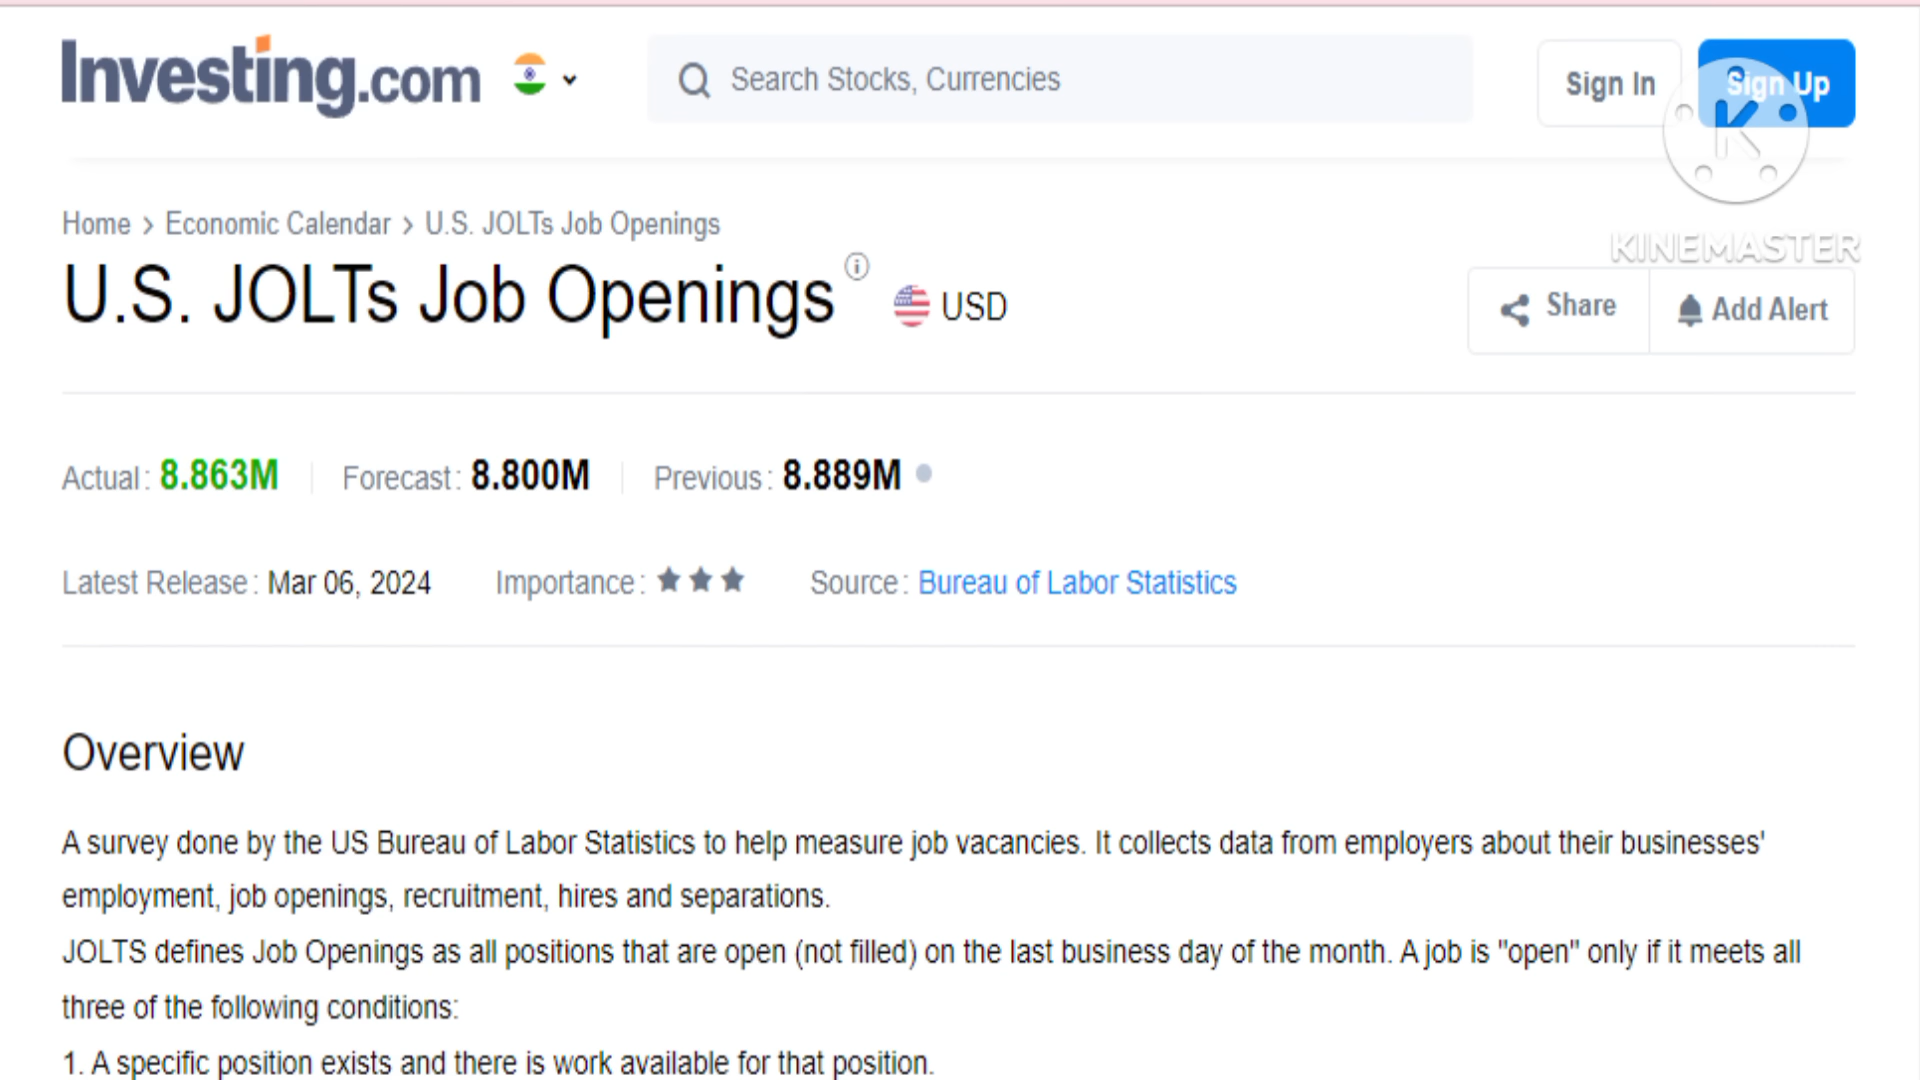 Investing.com
Search Stocks, Currencies
Sign In
Sign Up
K
KINEMASTER
Home > Economic Calendar > U.S. JOLTs Job Openings
U.S. JOLTs Job Openings
USD
Share
Add Alert
Actual: 8.863M
Forecast: 8.800M
Previous: 8.889M
Latest Release: Mar 06, 2024
Importance:
Source: Bureau of Labor Statistics
Overview
A survey done by the US Bureau of Labor Statistics to help measure job vacancies. It collects data from employers about their businesses'
employment, job openings, recruitment, hires and separations.
JOLTS defines Job Openings as all positions that are open (not filled) on the last business day of the month. A job is "open" only if it meets all
three of the following conditions:
1. A specific position exists and there is work available for that position.